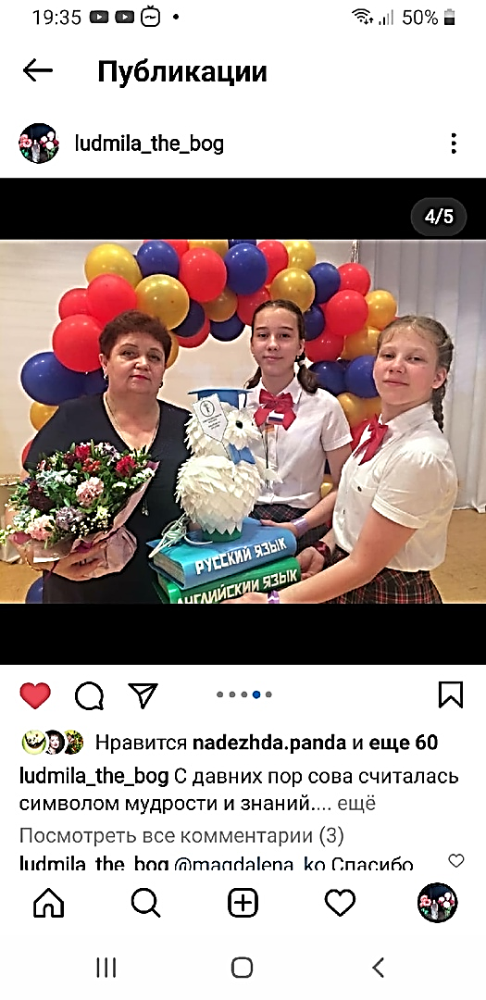 19:35
50%
Публикации
ludmila_the_bog
4/5
РУССКИЙ ЯЗЫК
АНГЛИЙСКИЙ ЯЗЫК
Нравится nadezhda.panda и еще 60
ludmila_the_bog С давних пор сова считалась
символом мудрости и знаний.... ещё
Посмотреть все комментарии (3)
ludmila_the_bog @magdalena_ko Спасибо